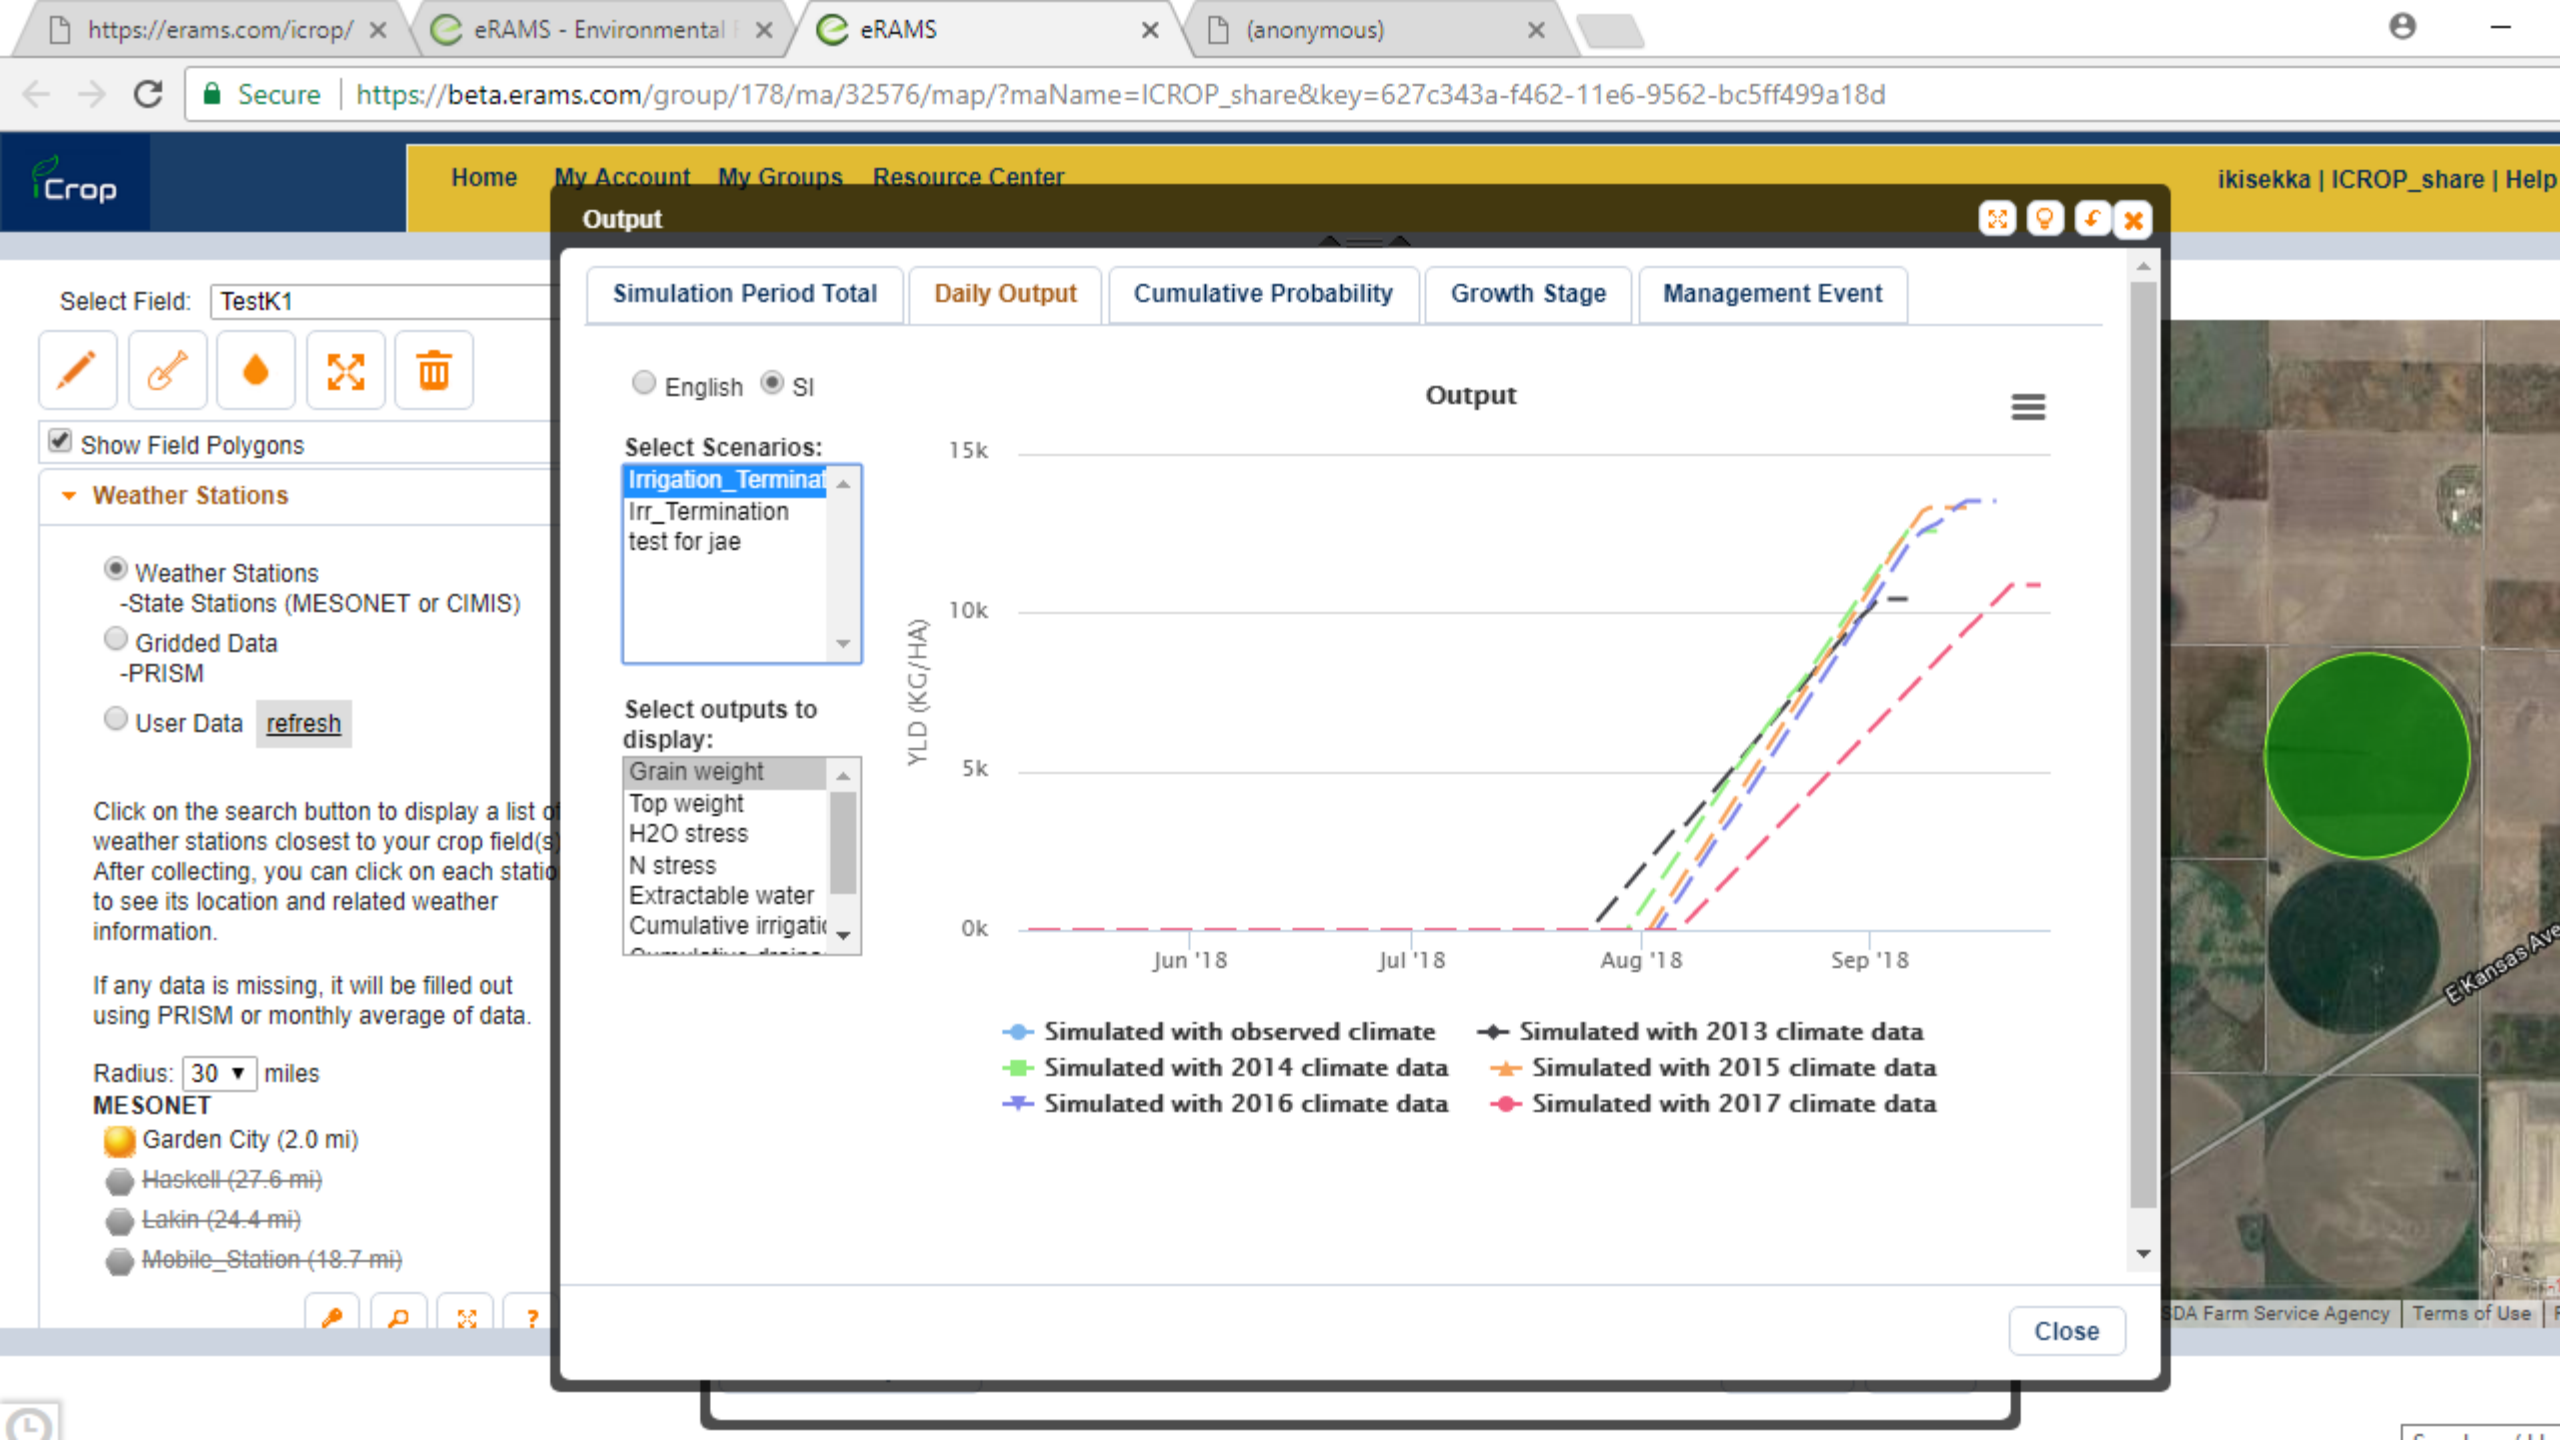 https://erams.com/icrop/
eRAMS - Environmental
eRAMS
(anonymous)
Secure
https://beta.erams.com/group/178/ma/32576/map/?maName=ICROP_share&key=627c343a-f462-11e6-9562-bc5ff499a18d
iCrop
Home My Account My Groups Resource Center
ikisekka | ICROP_share | Help
Output
Select Field: TestK1
Show Field Polygons
Weather Stations
Weather Stations
-State Stations (MESONET or CIMIS)
Gridded Data
-PRISM
User Data refresh
Click on the search button to display a list of
weather stations closest to your crop field(s)
After collecting, you can click on each statio
to see its location and related weather
information.
If any data is missing, it will be filled out
using PRISM or monthly average of data.
Radius: 30 miles
MESONET
Garden City (2.0 mi)
Haskell (27.6 mi)
Lakin (24.4 mi)
Mobile_Station (18.7 mi)
?
Simulation Period Total
Daily Output
Cumulative Probability
Growth Stage
Management Event
English SI
Select Scenarios:
Irrigation_Terminat
Irr_Termination
test for jae
Select outputs to
display:
Grain weight
Top weight
H2O stress
N stress
Extractable water
Cumulative irrigatio
Output
YLD (KG/HA)
15k
10k
5k
0k
Jun '18 Jul '18 Aug '18 Sep '18
Simulated with observed climate
Simulated with 2013 climate data
Simulated with 2014 climate data
Simulated with 2015 climate data
Simulated with 2016 climate data
Simulated with 2017 climate data
Close
E Kansas Ave
SDA Farm Service Agency
Terms of Use